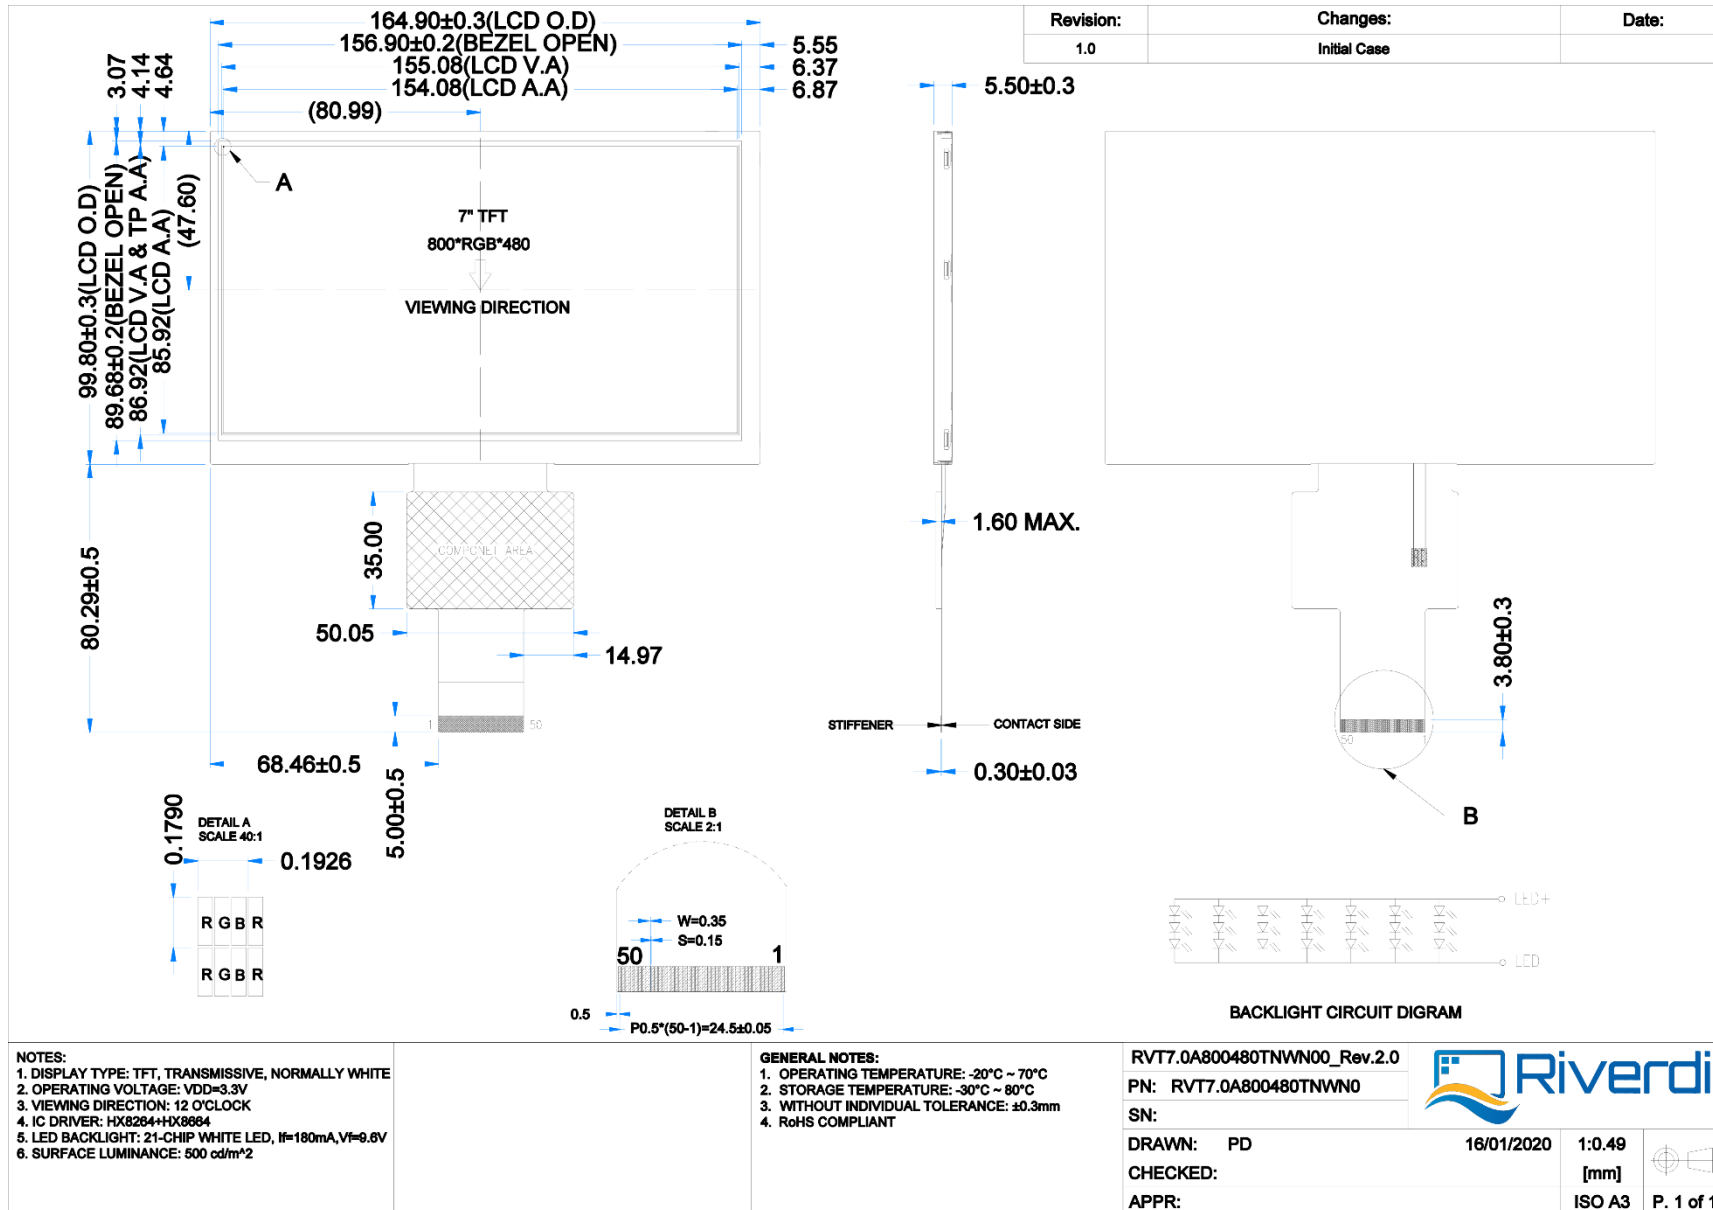 Revision:
Changes:
Date:
1.0
Initial Case
164.90±0.3(LCD O.D)
156.90±0.2(BEZEL OPEN)
5.55
155.08(LCD V.A)
6.37
154.08(LCD A.A)
6.87
(80.99)
3.07
4.14
4.64
99.80±0.3(LCD O.D)
89.68±0.2(BEZEL OPEN)
86.92(LCD V.A & TP A.A)
85.92(LCD A.A)
(47.60)
A
7" TFT
800*RGB*480
VIEWING DIRECTION
5.50±0.3
80.29±0.5
35.00
COMPONET AREA
50.05
14.97
1
50
68.46±0.5
5.00±0.5
1.60 MAX.
STIFFENER
CONTACT SIDE
0.30±0.03
3.80±0.3
50
1
B
DETAIL A
SCALE 40:1
0.1790
0.1926
R G B R
R G B R
DETAIL B
SCALE 2:1
W=0.35
S=0.15
50
1
0.5
P0.5*(50-1)=24.5±0.05
LED+
LED
BACKLIGHT CIRCUIT DIGRAM
NOTES:
1. DISPLAY TYPE: TFT, TRANSMISSIVE, NORMALLY WHITE
2. OPERATING VOLTAGE: VDD=3.3V
3. VIEWING DIRECTION: 12 O'CLOCK
4. IC DRIVER: HX8264+HX8664
5. LED BACKLIGHT: 21-CHIP WHITE LED, If=180mA,Vf=9.6V
6. SURFACE LUMINANCE: 500 cd/m^2
GENERAL NOTES:
1. OPERATING TEMPERATURE: -20°C ~ 70°C
2. STORAGE TEMPERATURE: -30°C ~ 80°C
3. WITHOUT INDIVIDUAL TOLERANCE: ±0.3mm
4. RoHS COMPLIANT
RVT7.0A800480TNWN00_Rev.2.0
PN: RVT7.0A800480TNWN0
SN:
Riverdi
DRAWN: PD
16/01/2020
1:0.49
CHECKED:
[mm]
APPR:
ISO A3
P. 1 of 1